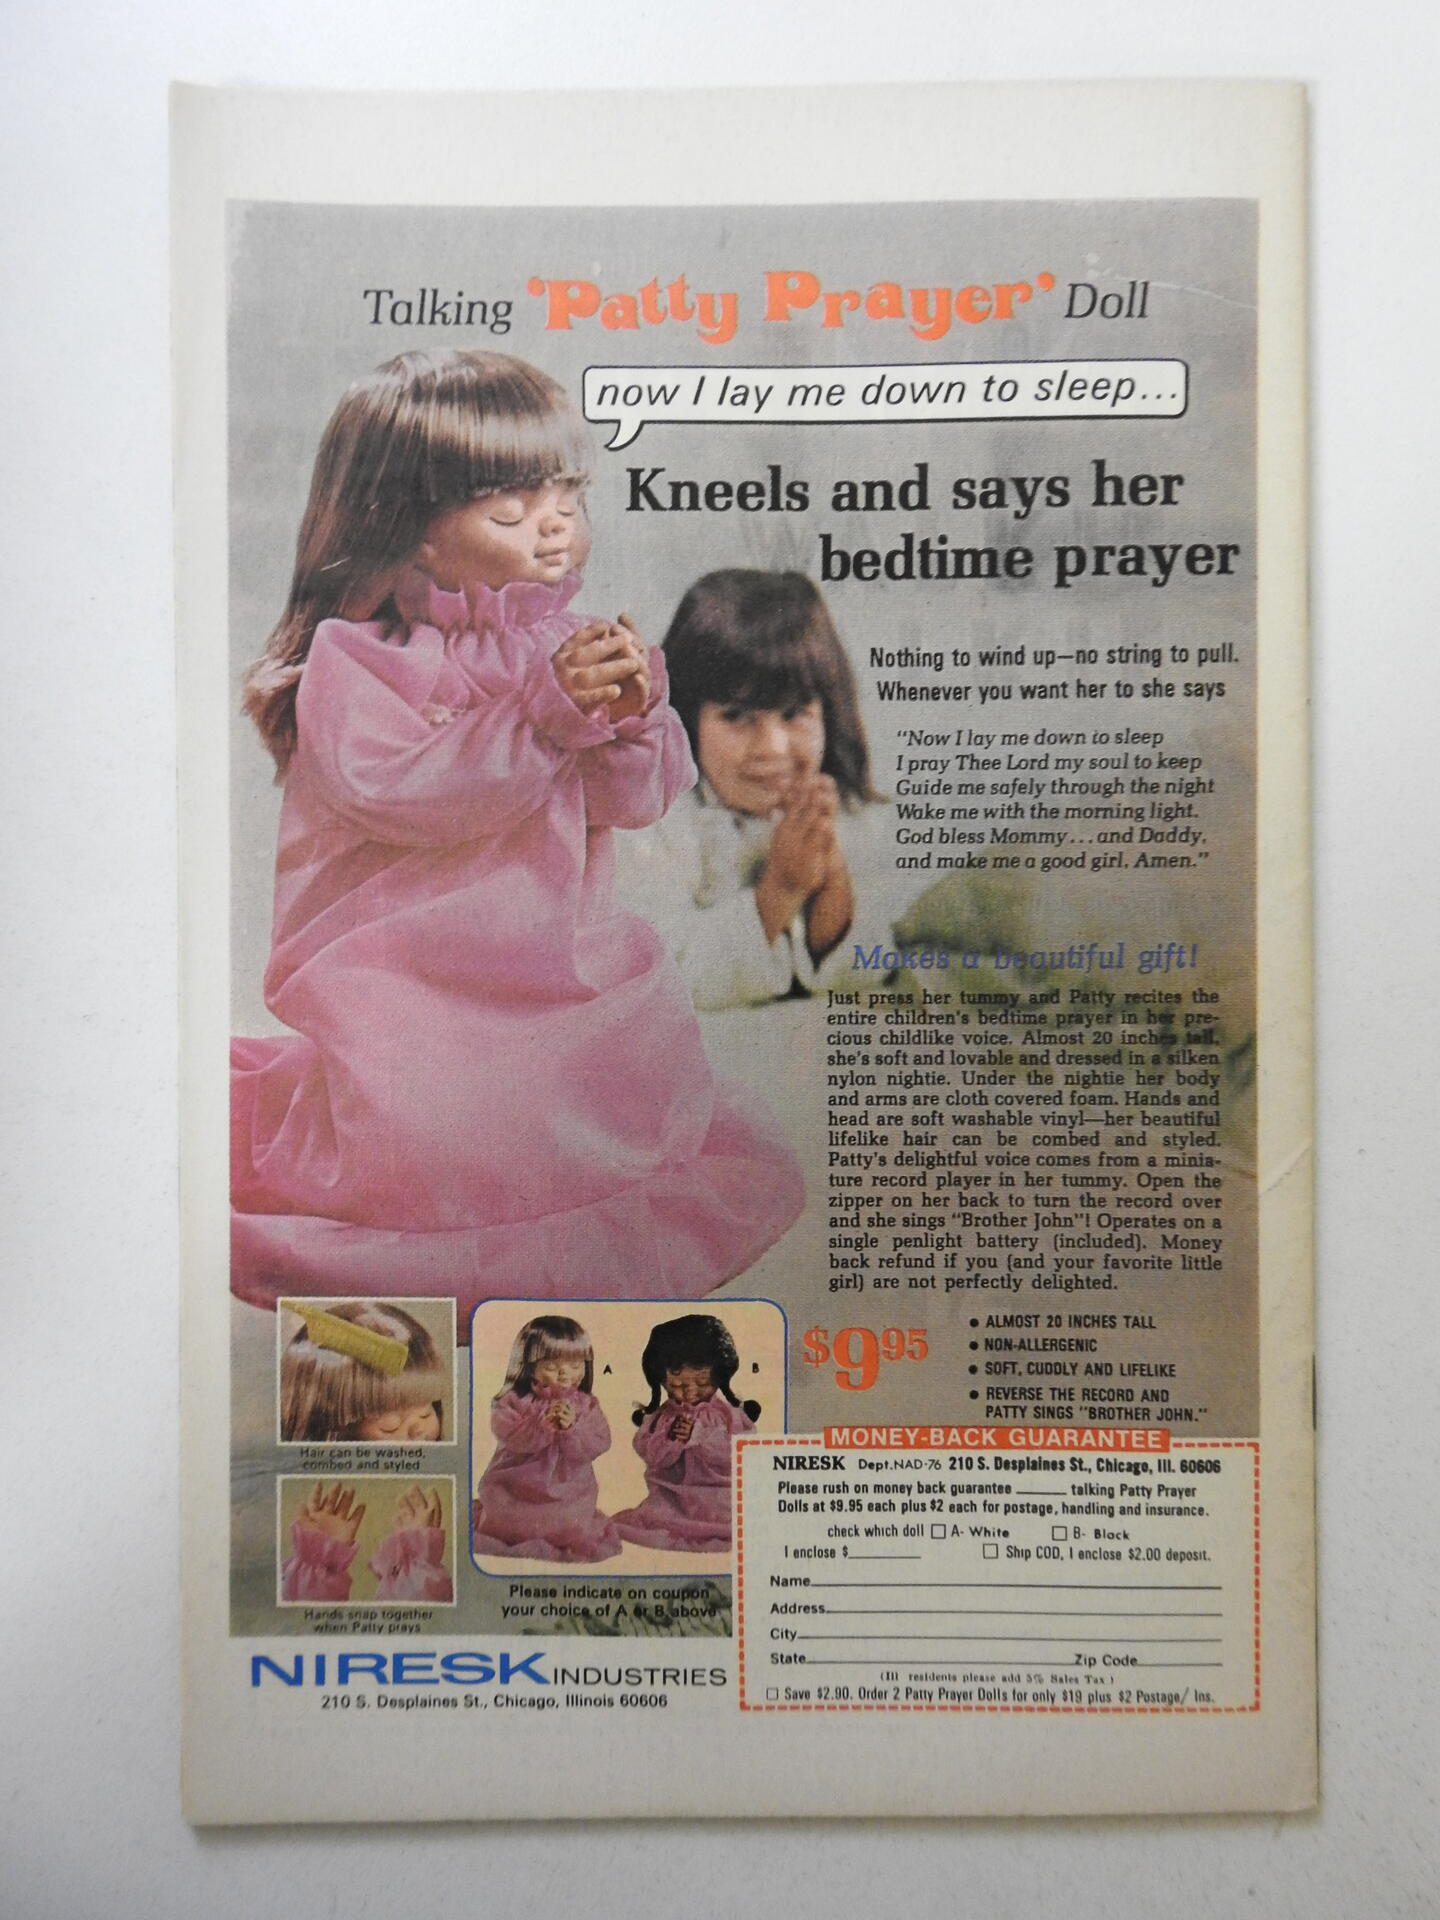 Talking 'Patty Prayer' Doll
now I lay me down to sleep...
Kneels and says her
bedtime prayer
Nothing to wind up—no string to pull.
Whenever you want her to she says
"Now I lay me down to sleep
I pray Thee Lord my soul to keep
Guide me safely through the night
Wake me with the morning light.
God bless Mommy...and Daddy,
and make me a good girl, Amen."
Makes a beautiful gift!
Just press her tummy and Patty recites the
entire children's bedtime prayer in her pre-
cious childlike voice. Almost 20 inches tall,
she's soft and lovable and dressed in a silken
nylon nightie. Under the nightie her body
and arms are cloth covered foam. Hands and
head are soft washable vinyl—her beautiful
lifelike hair can be combed and styled.
Patty's delightful voice comes from a minia-
ture record player in her tummy. Open the
zipper on her back to turn the record over
and she sings "Brother John"! Operates on a
single penlight battery (included). Money
back refund if you (and your favorite little
girl) are not perfectly delighted.
$9.95
● ALMOST 20 INCHES TALL
● NON-ALLERGENIC
● SOFT, CUDDLY AND LIFELIKE
● REVERSE THE RECORD AND
PATTY SINGS "BROTHER JOHN."
Hair can be washed,
combed and styled
Hands snap together
when Patty prays
A
B
Please indicate on coupon
your choice of A or B above
NIRESK INDUSTRIES
210 S. Desplaines St., Chicago, Illinois 60606
MONEY-BACK GUARANTEE
NIRESK Dept.NAD-76 210 S. Desplaines St., Chicago, Ill. 60606
Please rush on money back guarantee ______ talking Patty Prayer
Dolls at $9.95 each plus $2 each for postage, handling and insurance.
check which doll □ A- White □ B- Black
I enclose $________ □ Ship COD, I enclose $2.00 deposit.
Name
Address
City
State Zip Code
(Ill residents please add 5% Sales Tax)
□ Save $2.90. Order 2 Patty Prayer Dolls for only $19 plus $2 Postage/ Ins.